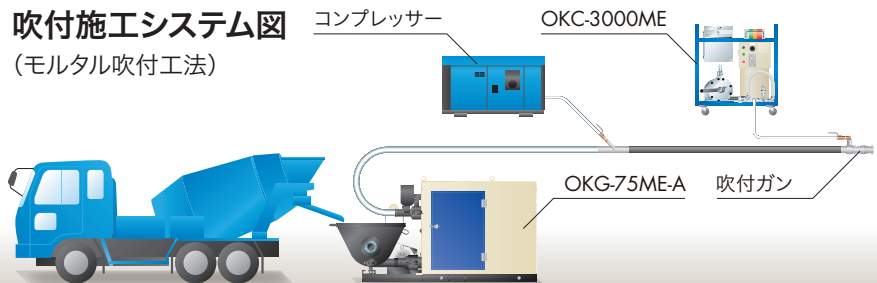 吹付施工システム図
(モルタル吹付工法)
コンプレッサー
OKC-3000ME
OKG-75ME-A
吹付ガン